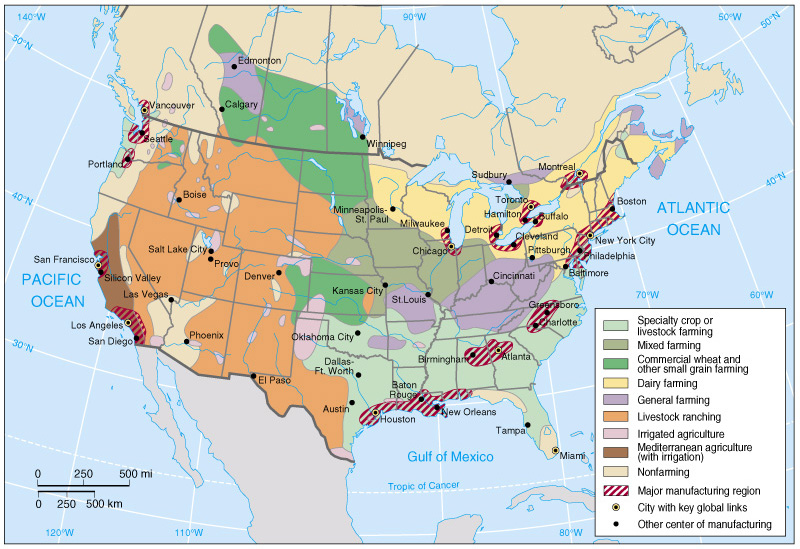 140°W
90°W
50°N
50°N
Edmonton
Calgary
Vancouver
Winnipeg
Seattle
Portland
Sudbury
Montreal
Boise
Toronto
Boston
40°N
40°N
Minneapolis-
St. Paul
Milwaukee
Hamilton
Buffalo
Detroit
Cleveland
New York City
ATLANTIC
OCEAN
Chicago
Pittsburgh
Philadelphia
Salt Lake City
Provo
San Francisco
Baltimore
PACIFIC
OCEAN
Silicon Valley
Denver
Kansas City
Cincinnati
St.Louis
Las Vegas
70°W
60°W
Greensboro
Charlotte
Los Angeles
San Diego
Phoenix
Oklahoma City
Birmingham
Atlanta
30°N
El Paso
Dallas-
Ft. Worth
Baton
Rouge
Austin
Houston
New Orleans
Tampa
Miami
Gulf of Mexico
Tropic of Cancer
0 250 500 mi
0 250 500 km
120°W
110°W
80°W
Specialty crop or
livestock farming
Mixed farming
Commercial wheat and
other small grain farming
Dairy farming
General farming
Livestock ranching
Irrigated agriculture
Mediterranean agriculture
(with irrigation)
Nonfarming
Major manufacturing region
City with key global links
Other center of manufacturing